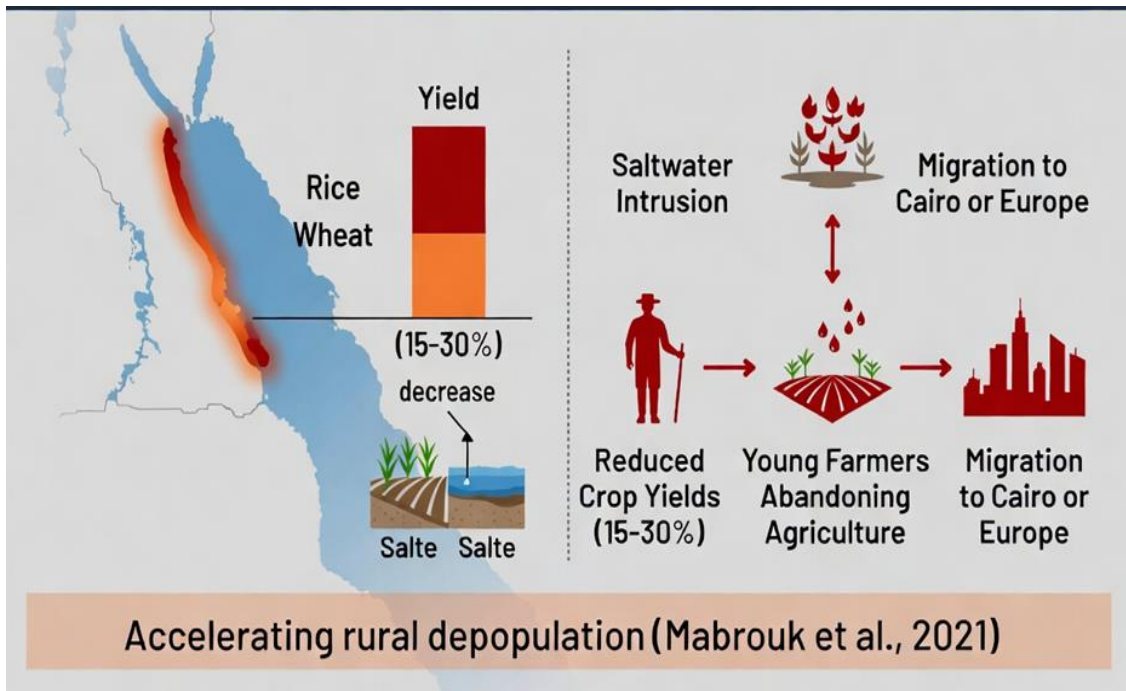 Yield
Rice
Wheat
(15-30%)
decrease
Salte Salte
Saltwater
Intrusion
Migration to
Cairo or Europe
Reduced
Crop Yields
(15-30%)
Young Farmers
Abandoning
Agriculture
Migration
to Cairo or
Europe
Accelerating rural depopulation (Mabrouk et al., 2021)